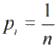 p_i = 1/n